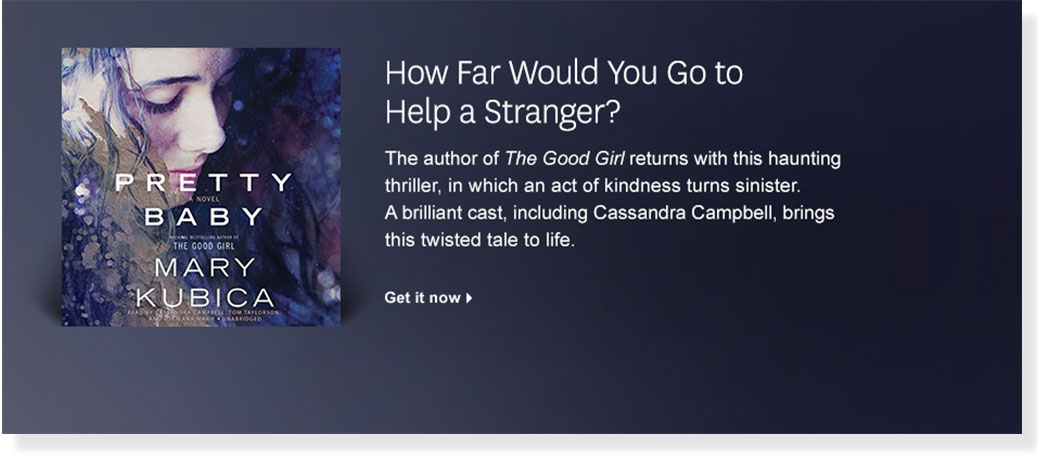 How Far Would You Go to
Help a Stranger?
The author of The Good Girl returns with this haunting
thriller, in which an act of kindness turns sinister.
A brilliant cast, including Cassandra Campbell, brings
this twisted tale to life.
Get it now
PRETTY
A NOVEL
BABY
NATIONAL BESTSELLING AUTHOR OF
THE GOOD GIRL
MARY
KUBICA
READ BY CASSANDRA CAMPBELL, TOM TAYLORSON,
AND MARIE • UNABRIDGED